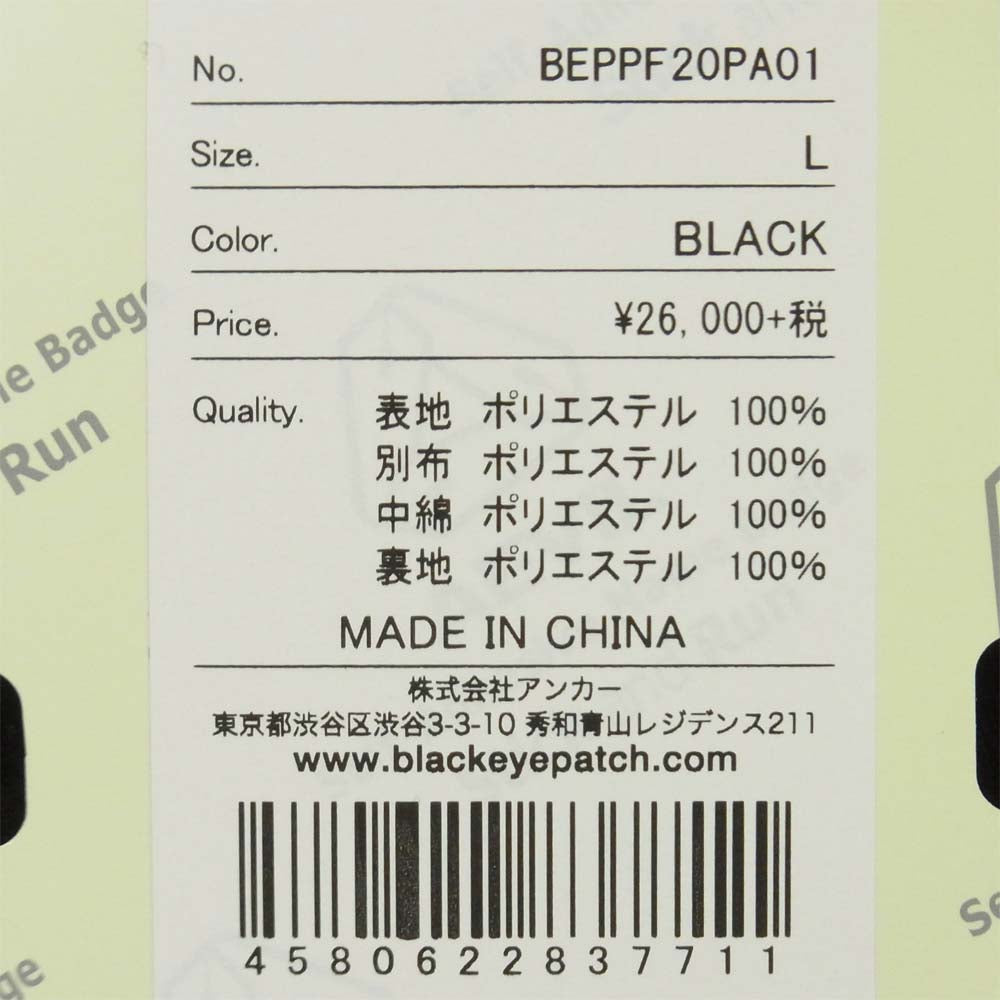 No. BEPPF20PA01
Size. L
Color. BLACK
Price. ¥26,000+税
Quality. 表地 ポリエステル 100%
別布 ポリエステル 100%
中綿 ポリエステル 100%
裏地 ポリエステル 100%
MADE IN CHINA
株式会社アンカー
東京都渋谷区渋谷3-3-10 秀和青山レジデンス211
www.blackeyepatch.com
4580622837711
Badge
Run